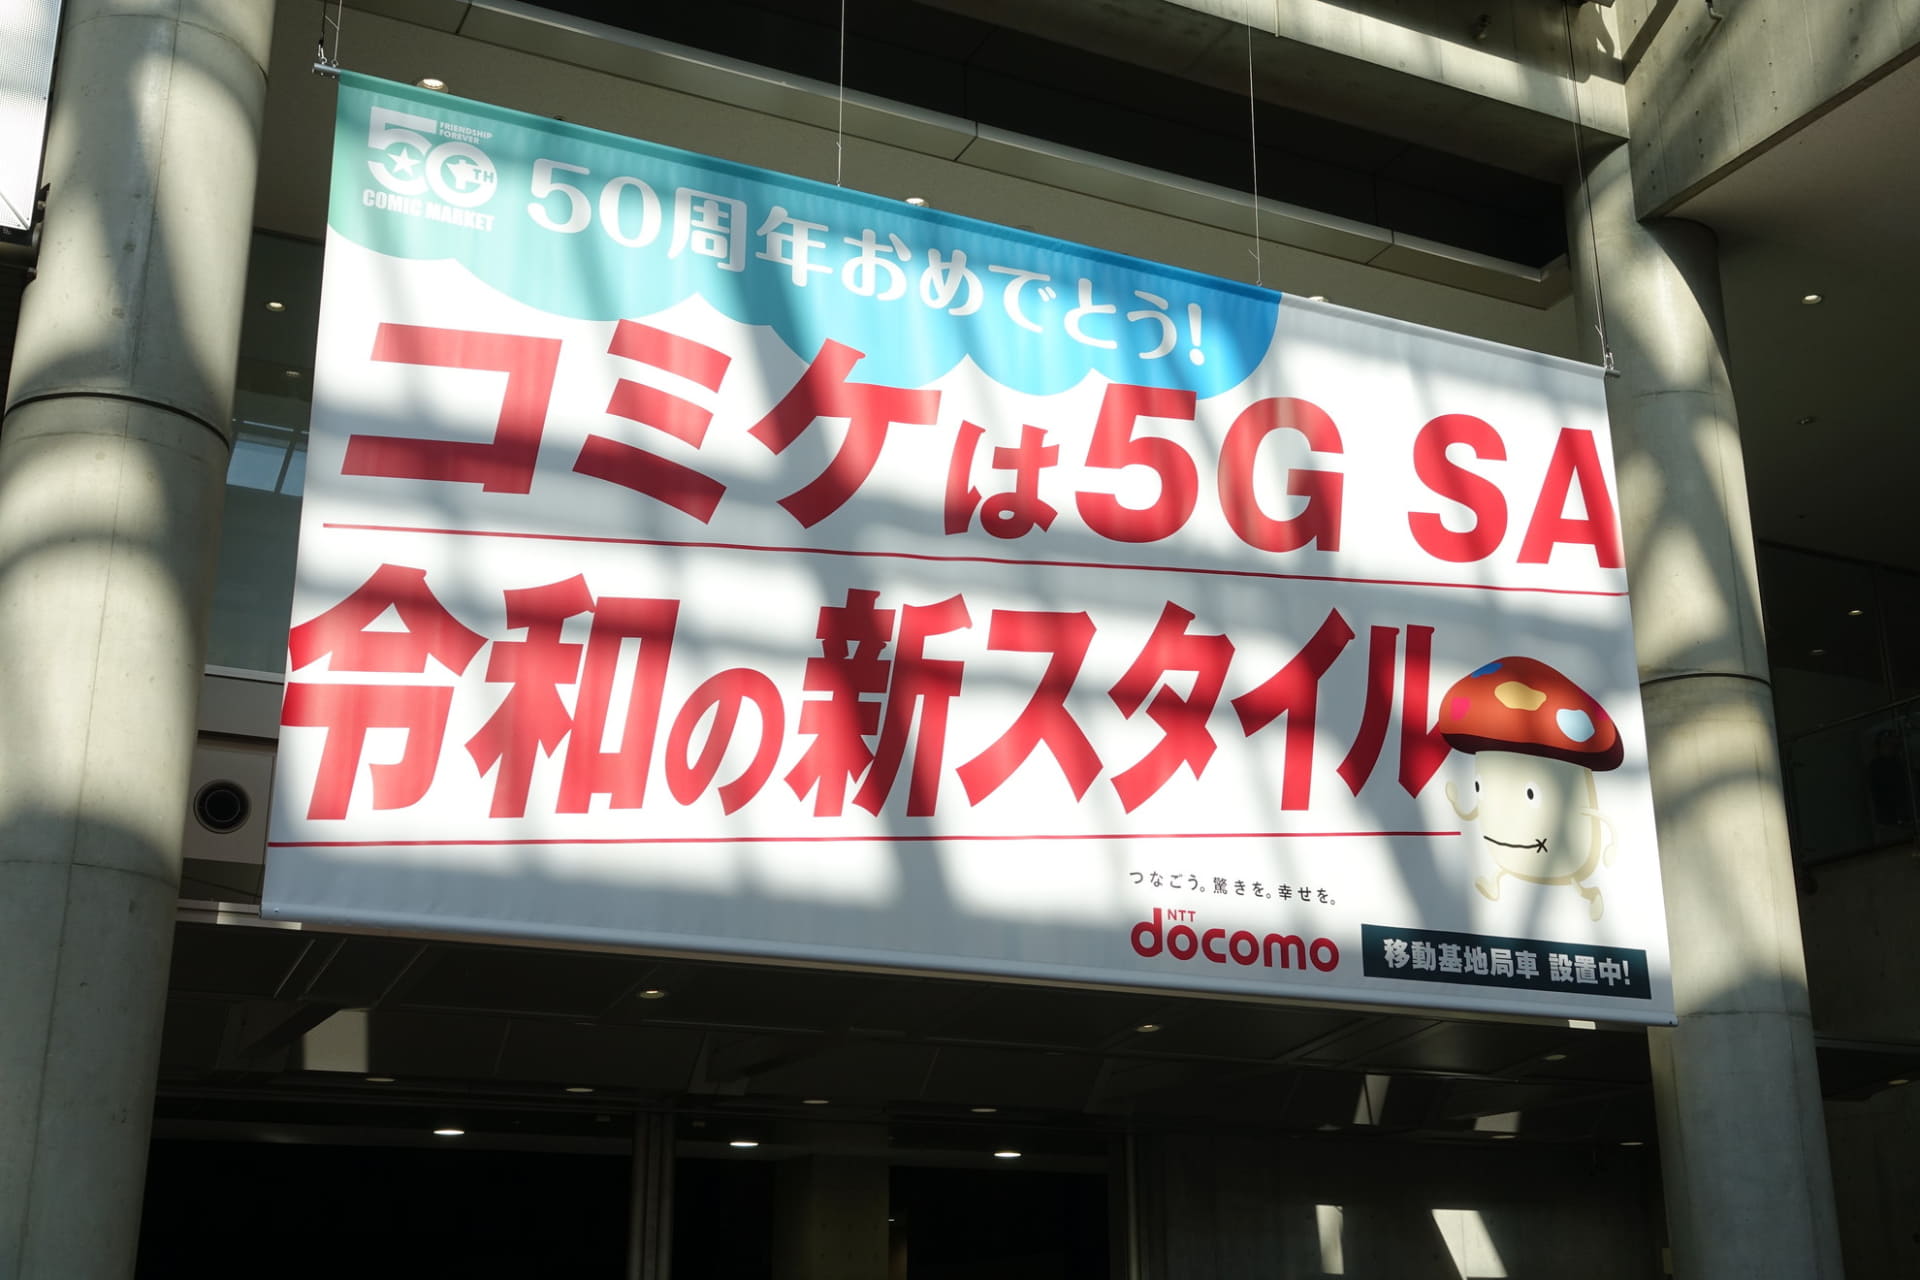 FRIENDSHIP
FOREVER
50TH
COMIC MARKET
50周年おめでとう!
コミケは5G SA
令和の新スタイル
つなごう。驚きを。幸せを。
NTT
docomo
移動基地局車 設置中!